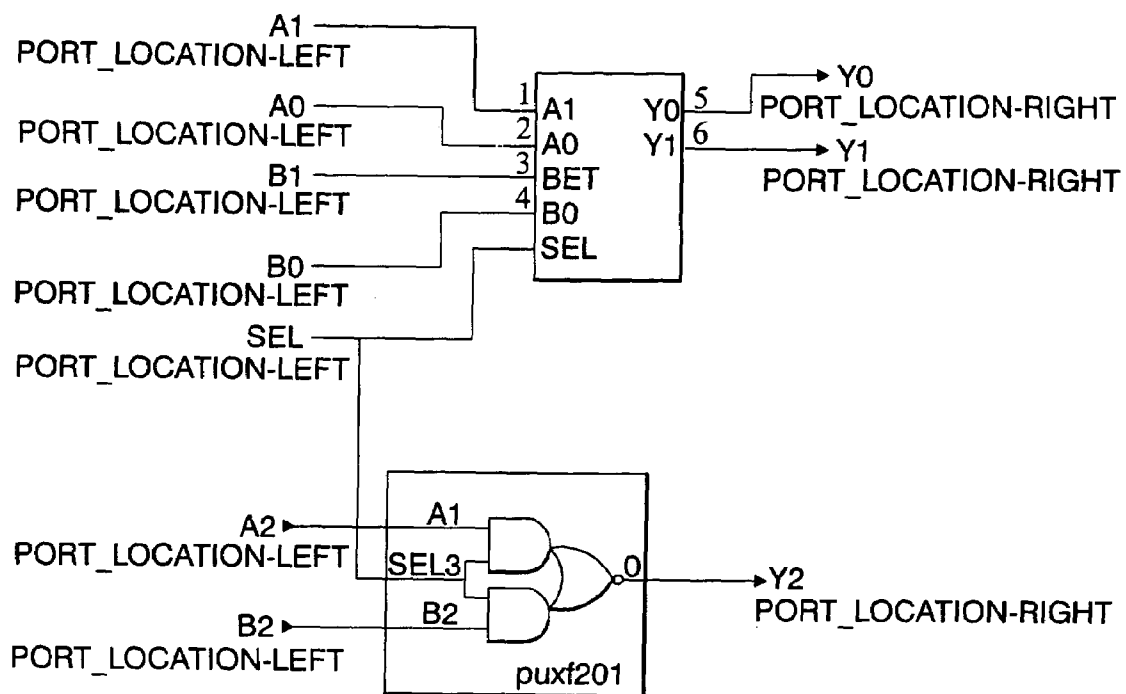 A1
PORT_LOCATION-LEFT
A0
PORT_LOCATION-LEFT
B1
PORT_LOCATION-LEFT
B0
PORT_LOCATION-LEFT
SEL
PORT_LOCATION-LEFT
1 A1
2 A0
3 BET
4 B0
SEL
Y0 5
Y1 6
Y0
PORT_LOCATION-RIGHT
Y1
PORT_LOCATION-RIGHT
A2
PORT_LOCATION-LEFT
B2
PORT_LOCATION-LEFT
A1
SEL3
B2
0
puxf201
Y2
PORT_LOCATION-RIGHT